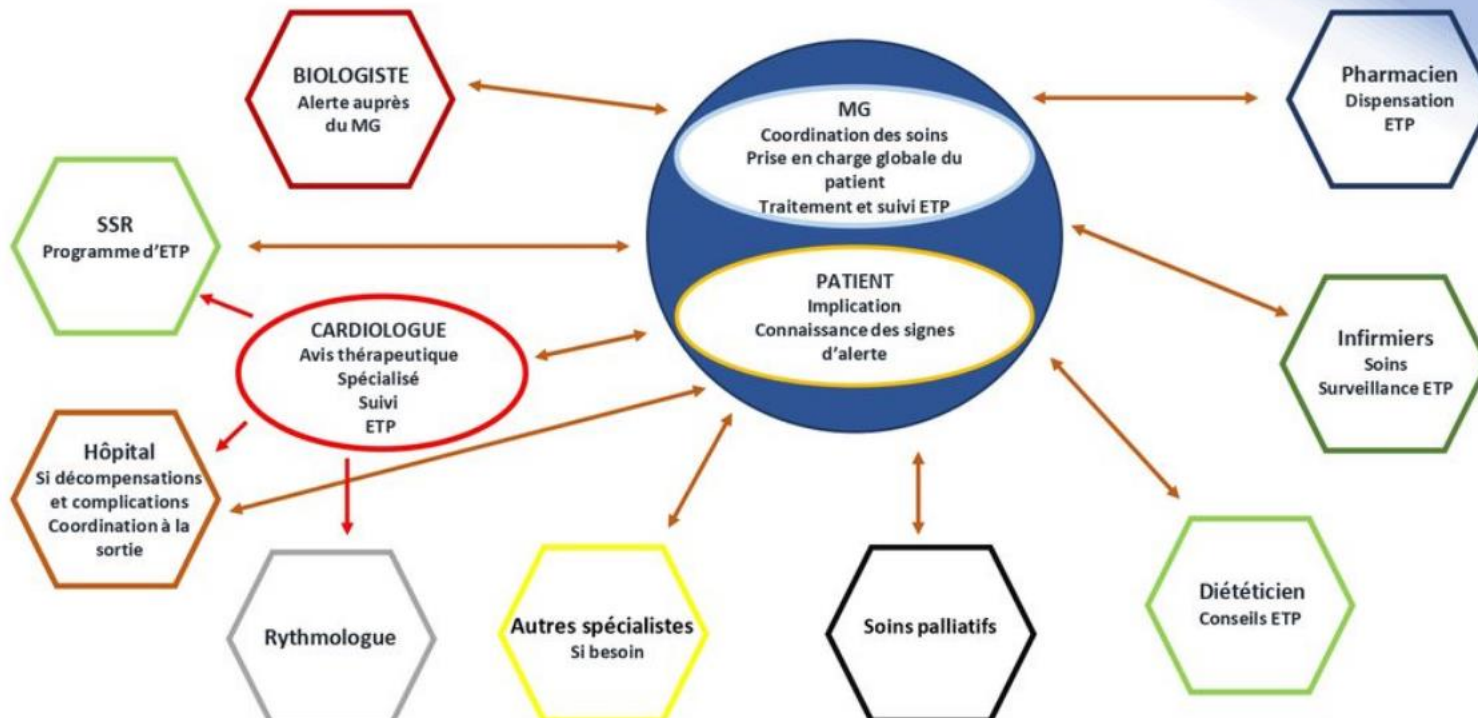 BIOLOGISTE
Alerte auprès
du MG
MG
Coordination des soins
Prise en charge globale du
patient
Traitement et suivi ETP
Pharmacien
Dispensation
ETP
SSR
Programme d’ETP
PATIENT
Implication
Connaissance des signes
d’alerte
CARDIOLOGUE
Avis thérapeutique
Spécialisé
Suivi
ETP
Infirmiers
Soins
Surveillance ETP
Hôpital
Si décompensations
et complications
Coordination à la
sortie
Rythmologue
Autres spécialistes
Si besoin
Soins palliatifs
Diététicien
Conseils ETP